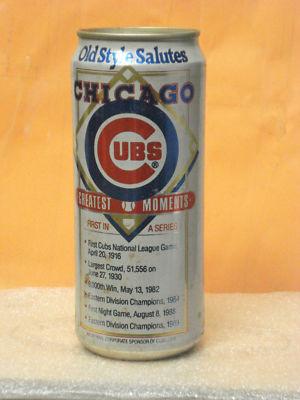 Old Style Salutes
CHICAGO
CUBS ®
GREATEST MOMENTS
FIRST IN A SERIES
• First Cubs National League Game,
April 20, 1916
• Largest Crowd, 51,556 on
June 27, 1930
• 8,000th Win, May 13, 1982
• Eastern Division Champions, 1984
• First Night Game, August 8, 1988
• Eastern Division Champions, 1989
CORPORATE SPONSOR